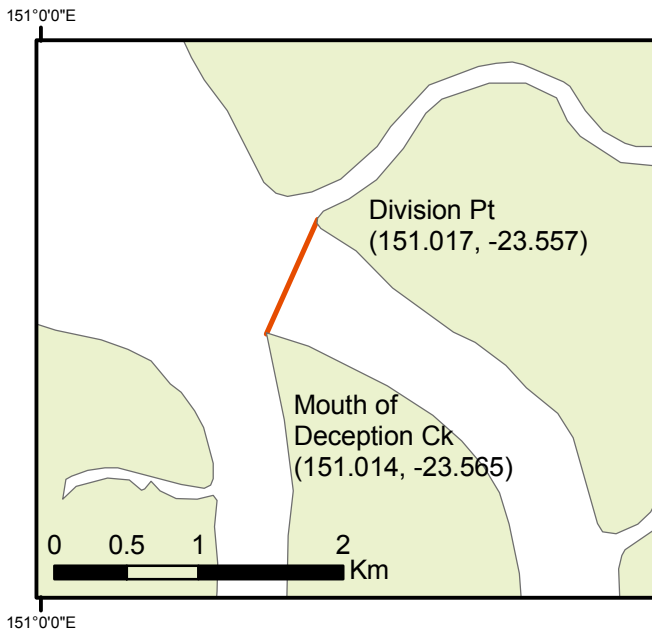 151°0'0"E
Division Pt
(151.017, -23.557)
Mouth of
Deception Ck
(151.014, -23.565)
0 0.5 1 2
Km
151°0'0"E